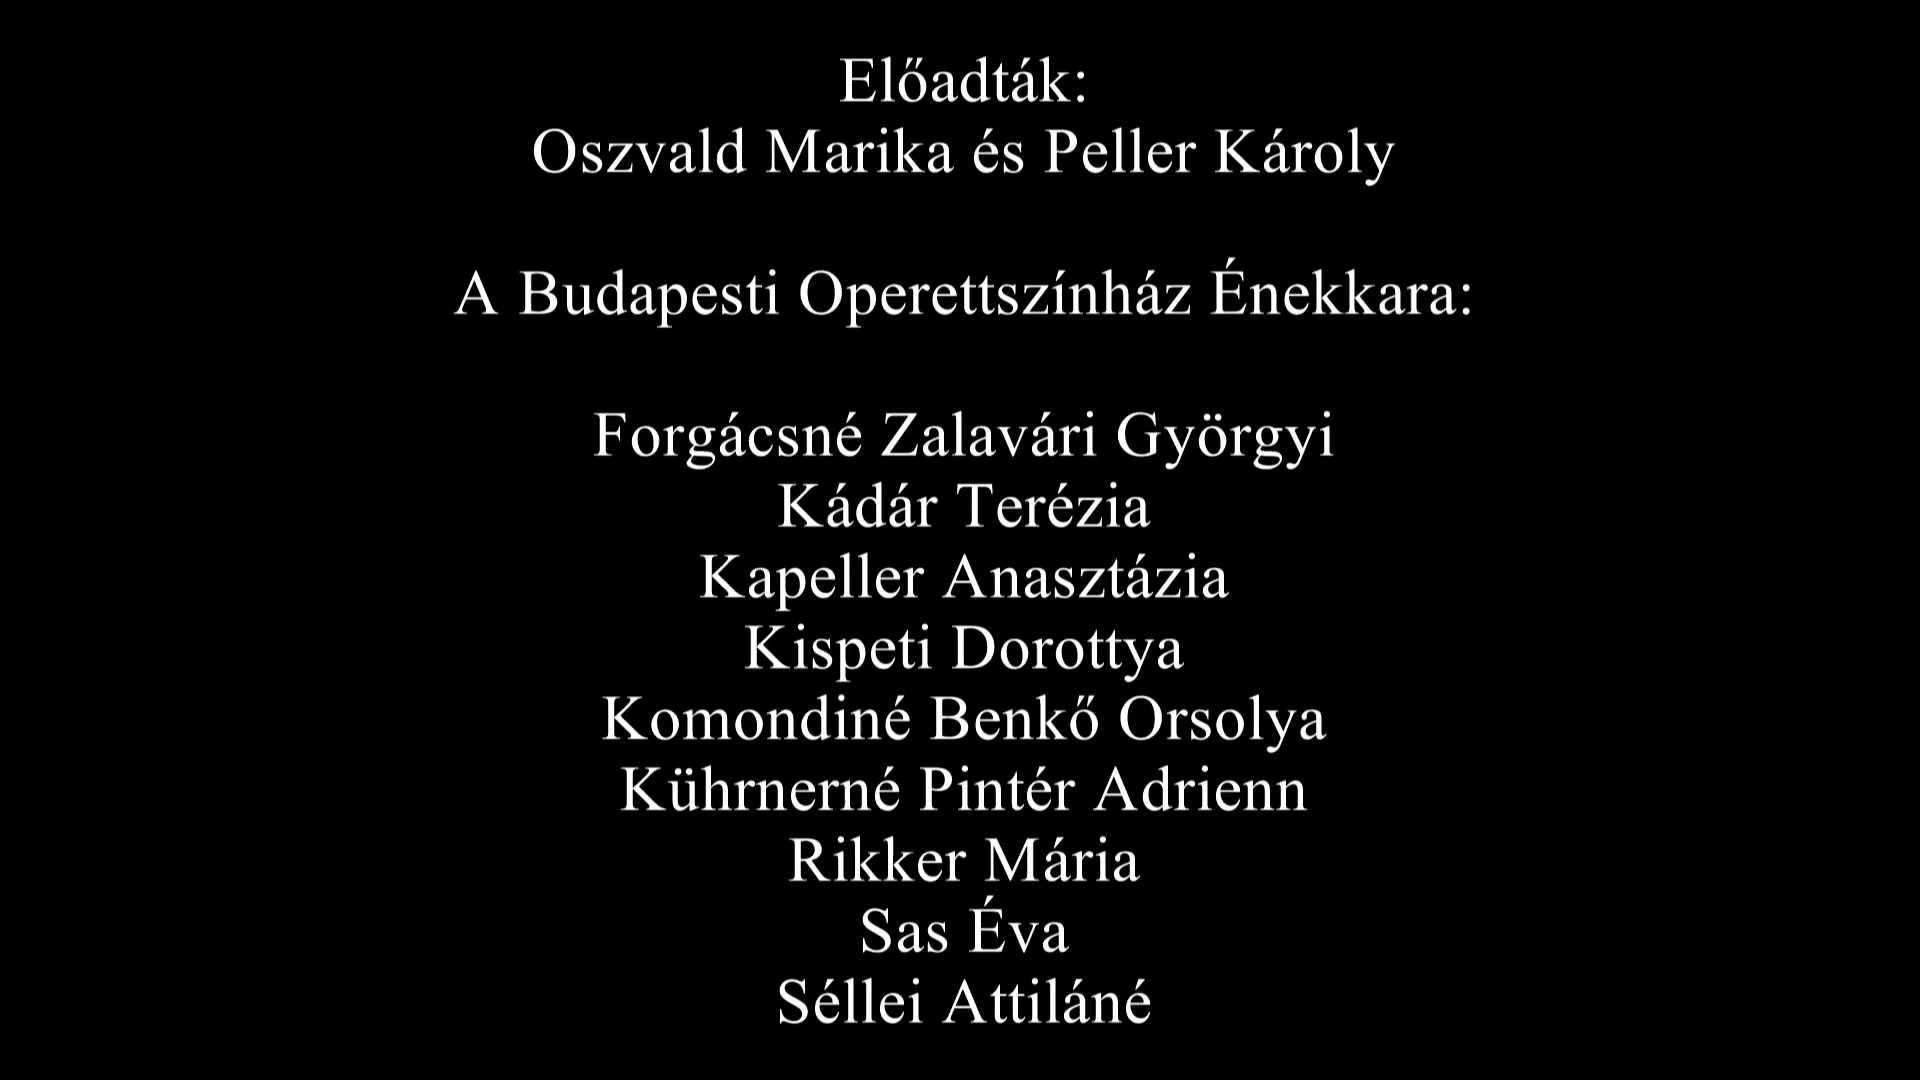 Előadták:
Oszvald Marika és Peller Károly
A Budapesti Operettszínház Énekkara:
Forgácsné Zalavári Györgyi
Kádár Terézia
Kapeller Anasztázia
Kispeti Dorottya
Komondiné Benkő Orsolya
Kührnerné Pintér Adrienn
Rikker Mária
Sas Éva
Séllei Attiláné